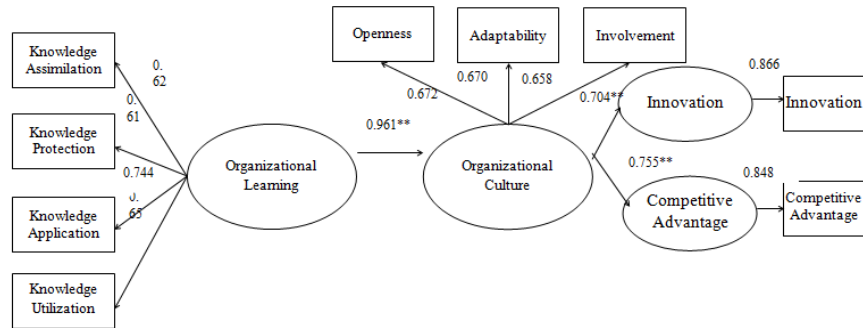 Openness
Adaptability
Involvement
Knowledge
Assimilation
0.
62
0.672
0.670
0.658
0.704**
0.866
Innovation
Innovation
0.
61
Knowledge
Protection
0.744
0.961**
Organizational
Learning
Organizational
Culture
0.755**
0.848
Competitive
Advantage
Competitive
Advantage
0.
65
Knowledge
Application
Knowledge
Utilization